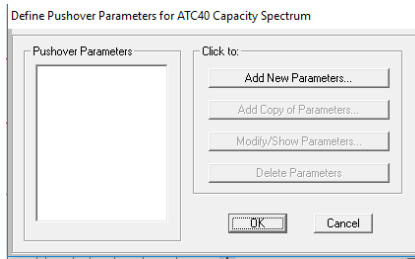 Define Pushover Parameters for ATC40 Capacity Spectrum
Pushover Parameters
Click to:
Add New Parameters...
Add Copy of Parameters...
Modify/Show Parameters...
Delete Parameters
OK
Cancel